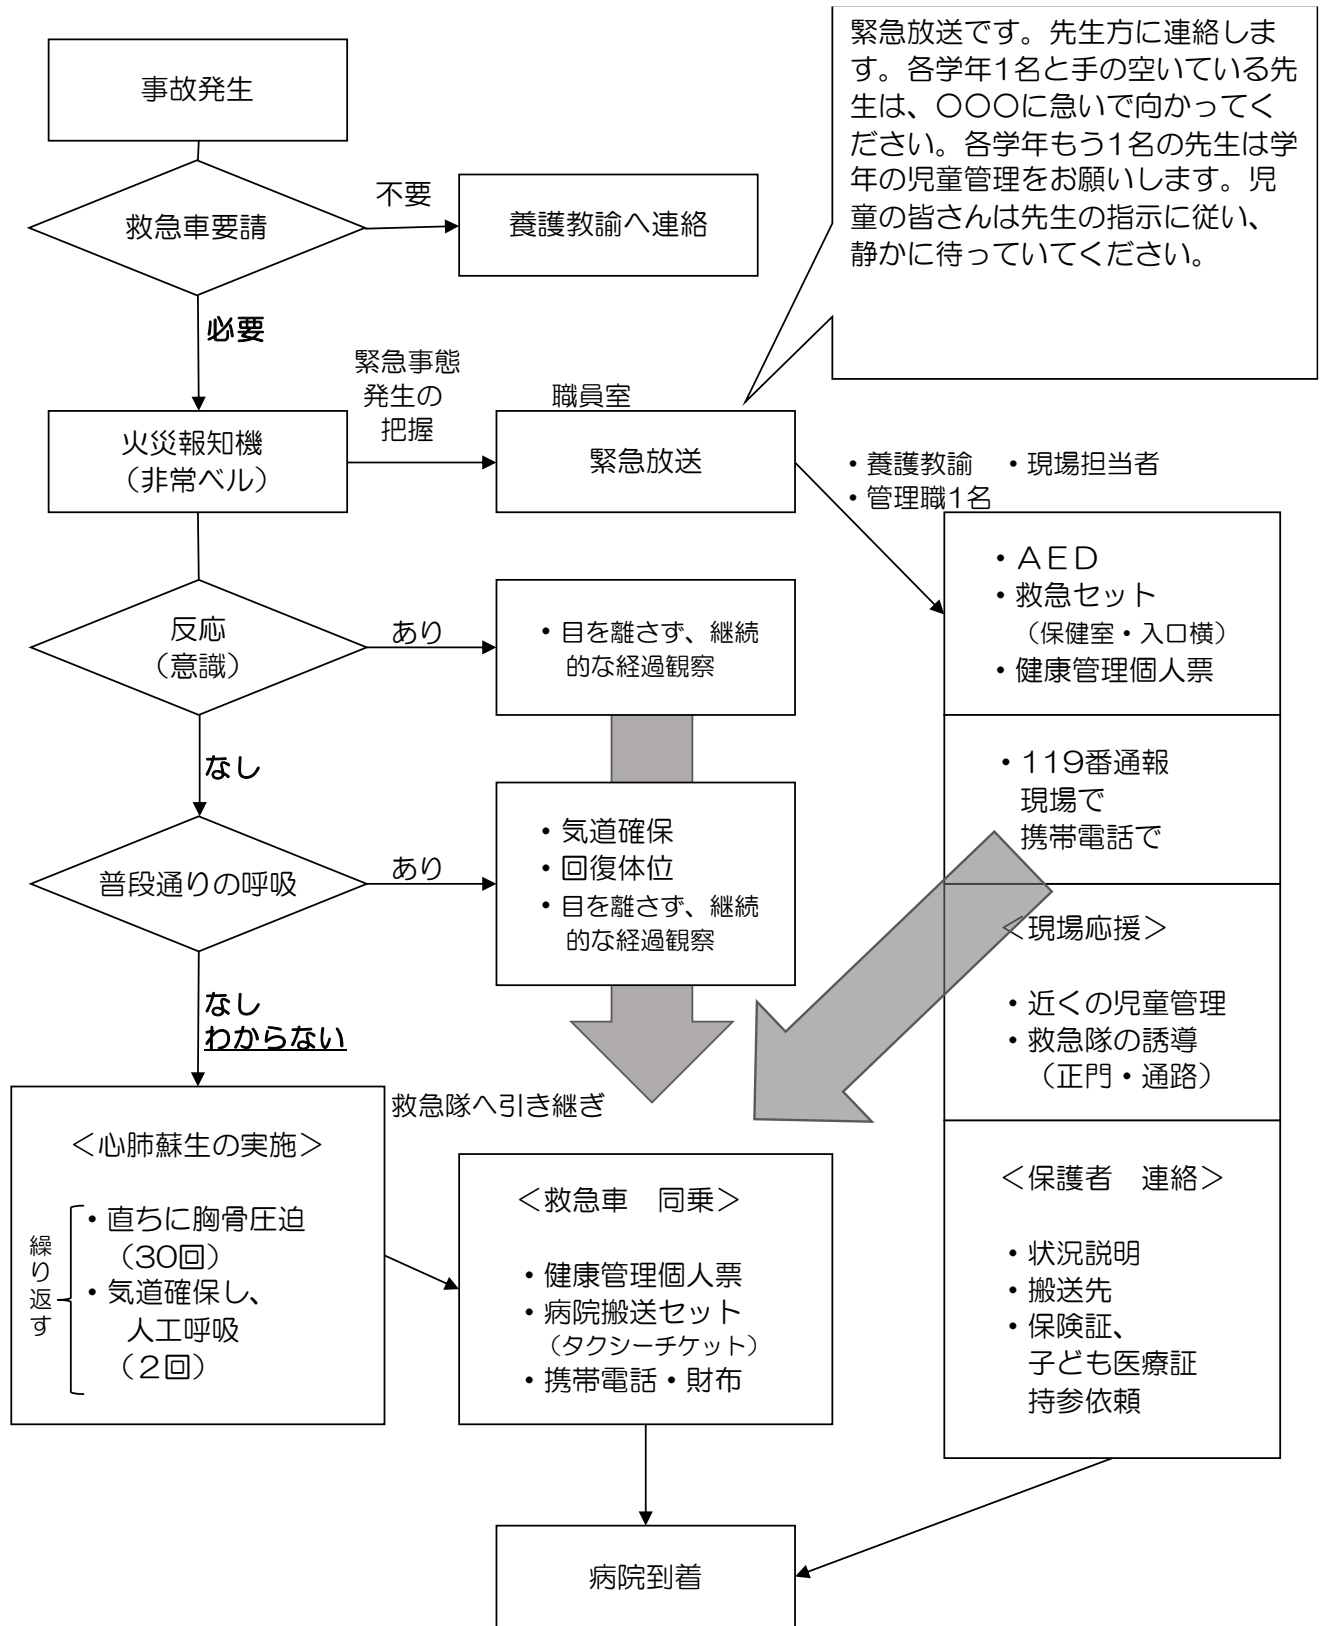 緊急放送です。先生方に連絡しま
す。各学年1名と手の空いている先
生は、〇〇〇に急いで向かってく
ださい。各学年もう1名の先生は学
年の児童管理をお願いします。児
童の皆さんは先生の指示に従い、
静かに待っていてください。
事故発生
救急車要請
不要
養護教諭へ連絡
必要
火災報知機
（非常ベル）
緊急事態
発生の
把握
職員室
緊急放送
・養護教諭　・現場担当者
・管理職1名
・ＡＥＤ
・救急セット
（保健室・入口横）
・健康管理個人票
・119番通報
現場で
携帯電話で
＜現場応援＞
・近くの児童管理
・救急隊の誘導
（正門・通路）
＜保護者　連絡＞
・状況説明
・搬送先
・保険証、
子ども医療証
持参依頼
反応
（意識）
あり
・目を離さず、継続
的な経過観察
なし
普段通りの呼吸
あり
・気道確保
・回復体位
・目を離さず、継続
的な経過観察
なし
わからない
＜心肺蘇生の実施＞
繰り返す
・直ちに胸骨圧迫
（30回）
・気道確保し、
人工呼吸
（２回）
救急隊へ引き継ぎ
＜救急車　同乗＞
・健康管理個人票
・病院搬送セット
（タクシーチケット）
・携帯電話・財布
病院到着